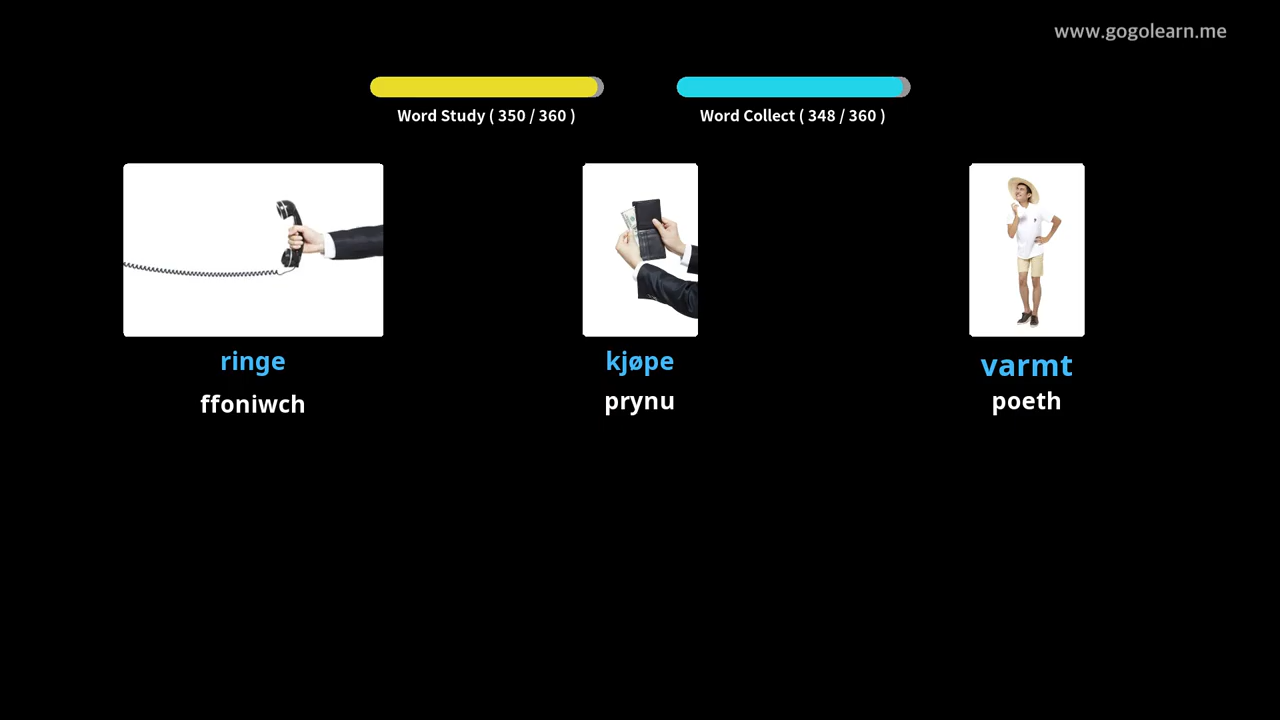 www.gogolearn.me
Word Study ( 350 / 360 )
Word Collect ( 348 / 360 )
ringe
kjøpe
varmt
ffoniwch
prynu
poeth